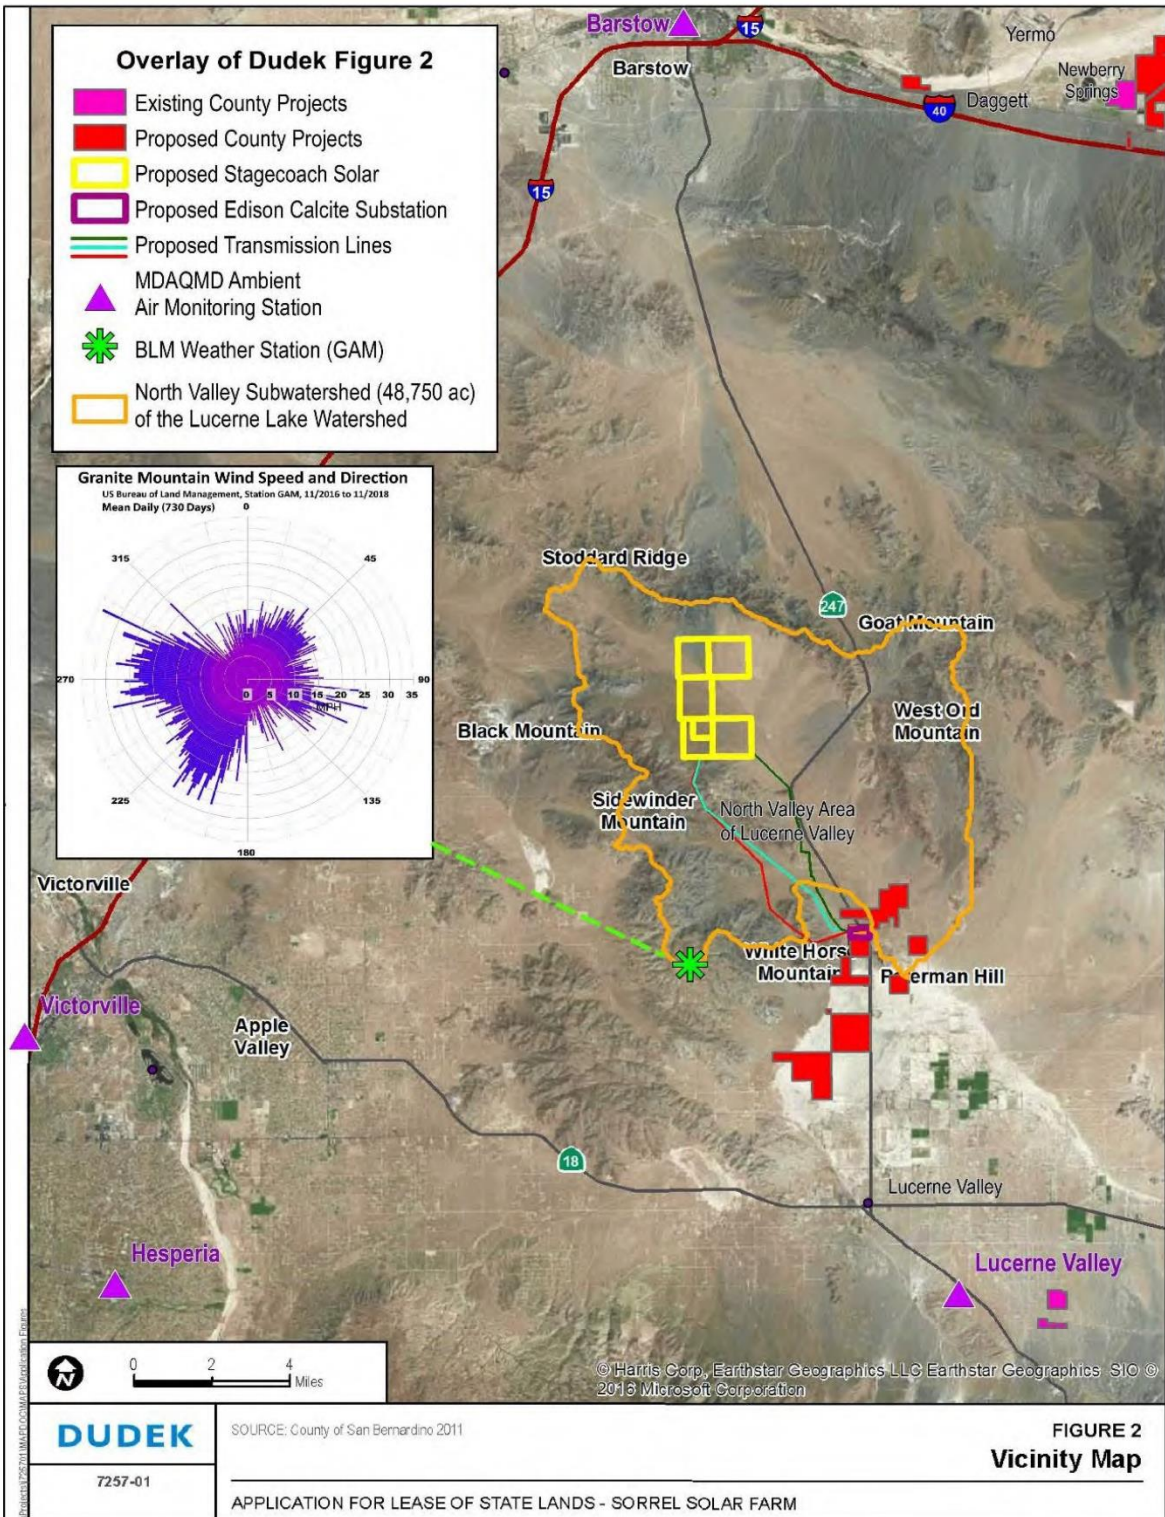 Overlay of Dudek Figure 2
Existing County Projects
Proposed County Projects
Proposed Stagecoach Solar
Proposed Edison Calcite Substation
Proposed Transmission Lines
MDAQMD Ambient
Air Monitoring Station
BLM Weather Station (GAM)
North Valley Subwatershed (48,750 ac)
of the Lucerne Lake Watershed
Barstow
15
Barstow
Yermo
Newberry
Springs
Daggett
40
15
Granite Mountain Wind Speed and Direction
US Bureau of Land Management, Station GAM, 11/2016 to 11/2018
Mean Daily (730 Days)
0
315
45
270
0 5 10 15 20 25 30 35
90
MPH
225
135
180
Stoddard Ridge
247
Goat Mountain
West Ord
Mountain
Black Mountain
Sidewinder
Mountain
North Valley Area
of Lucerne Valley
Victorville
White Horse
Mountain
Victorville
Apple
Valley
18
Lucerne Valley
Hesperia
Lucerne Valley
N
0 2 4
Miles
© Harris Corp, Earthstar Geographics LLC Earthstar Geographics SIO ©
2016 Microsoft Corporation
DUDEK
7257-01
SOURCE: County of San Bernardino 2011
FIGURE 2
Vicinity Map
APPLICATION FOR LEASE OF STATE LANDS - SORREL SOLAR FARM